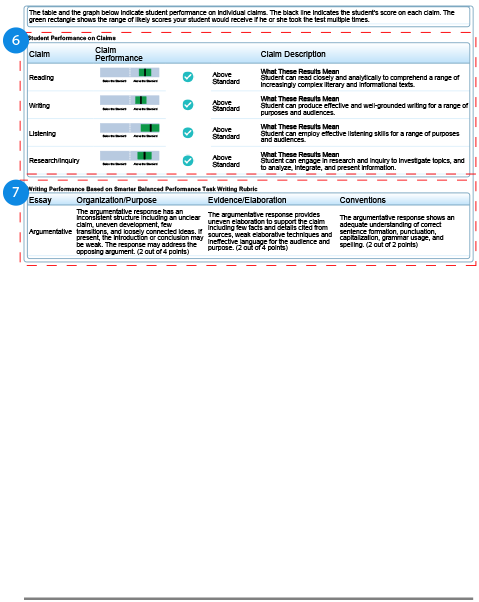 The table and the graph below indicate student performance on individual claims. The black line indicates the student's score on each claim. The
green rectangle shows the range of likely scores your student would receive if he or she took the test multiple times.
6
Student Performance on Claims
Claim
Claim
Performance
Claim Description
Reading
Below the Standard Above the Standard
Above
Standard
What These Results Mean
Student can read closely and analytically to comprehend a range of
increasingly complex literary and informational texts.
Writing
Below the Standard Above the Standard
Above
Standard
What These Results Mean
Student can produce effective and well-grounded writing for a range of
purposes and audiences.
Listening
Below the Standard Above the Standard
Above
Standard
What These Results Mean
Student can employ effective listening skills for a range of purposes
and audiences.
Research/Inquiry
Below the Standard Above the Standard
Above
Standard
What These Results Mean
Student can engage in research and inquiry to investigate topics, and
to analyze, integrate, and present information.
7
Writing Performance Based on Smarter Balanced Performance Task Writing Rubric
Essay
Organization/Purpose
Evidence/Elaboration
Conventions
Argumentative
The argumentative response has an
inconsistent structure including an unclear
claim, uneven development, few
transitions, and loosely connected ideas. If
present, the introduction or conclusion may
be weak. The response may address the
opposing argument. (2 out of 4 points)
The argumentative response provides
uneven elaboration to support the claim
including few facts and details cited from
sources, weak elaborative techniques and
ineffective language for the audience and
purpose. (2 out of 4 points)
The argumentative response shows an
adequate understanding of correct
sentence formation, punctuation,
capitalization, grammar usage, and
spelling. (2 out of 2 points)